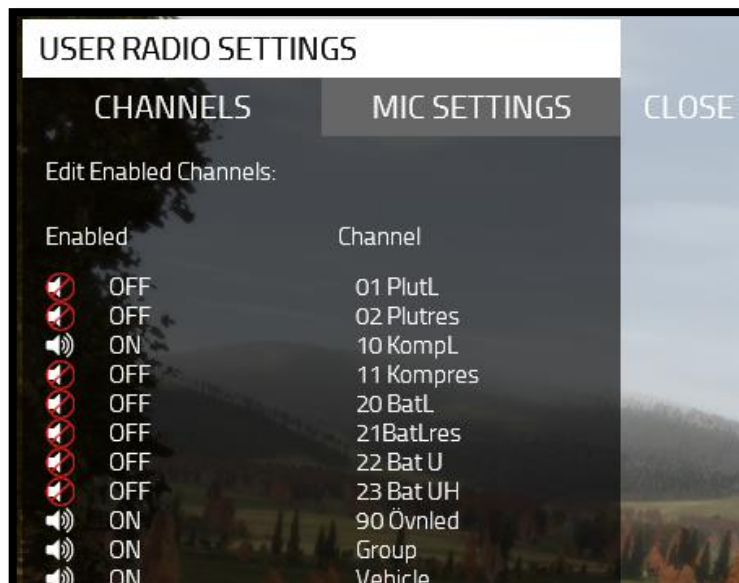 USER RADIO SETTINGS
CHANNELS MIC SETTINGS CLOSE
Edit Enabled Channels:
Enabled Channel
OFF 01 PlutL
OFF 02 Plutres
ON 10 KompL
OFF 11 Kompres
OFF 20 BatL
OFF 21BatLres
OFF 22 Bat U
OFF 23 Bat UH
ON 90 Övnled
ON Group
ON Vehicle